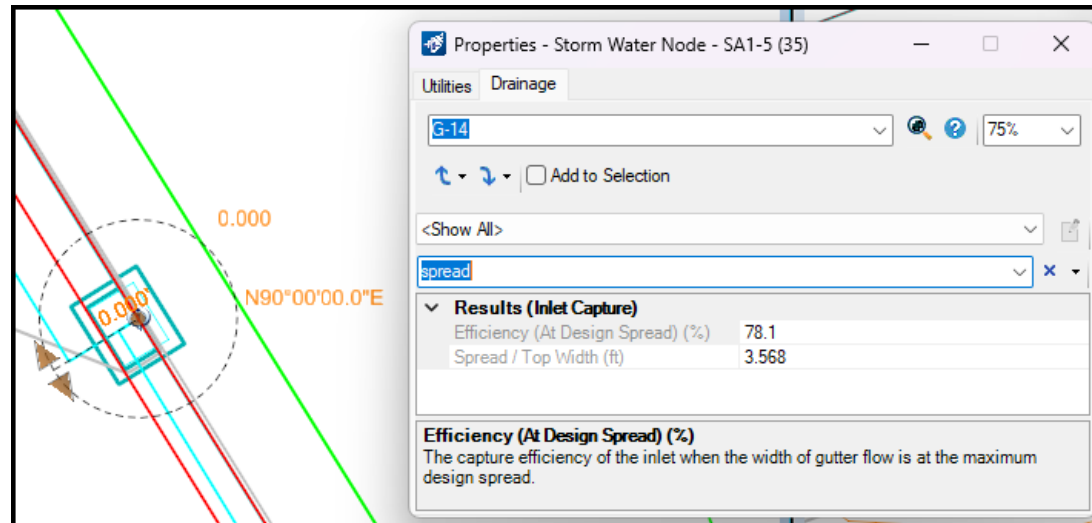 Properties - Storm Water Node - SA1-5 (35)
Utilities Drainage
G-14 75%
Add to Selection
<Show All>
spread
Results (Inlet Capture)
Efficiency (At Design Spread) (%) 78.1
Spread / Top Width (ft) 3.568
Efficiency (At Design Spread) (%)
The capture efficiency of the inlet when the width of gutter flow is at the maximum
design spread.
0.000
N90°00'00.0"E
0.000'